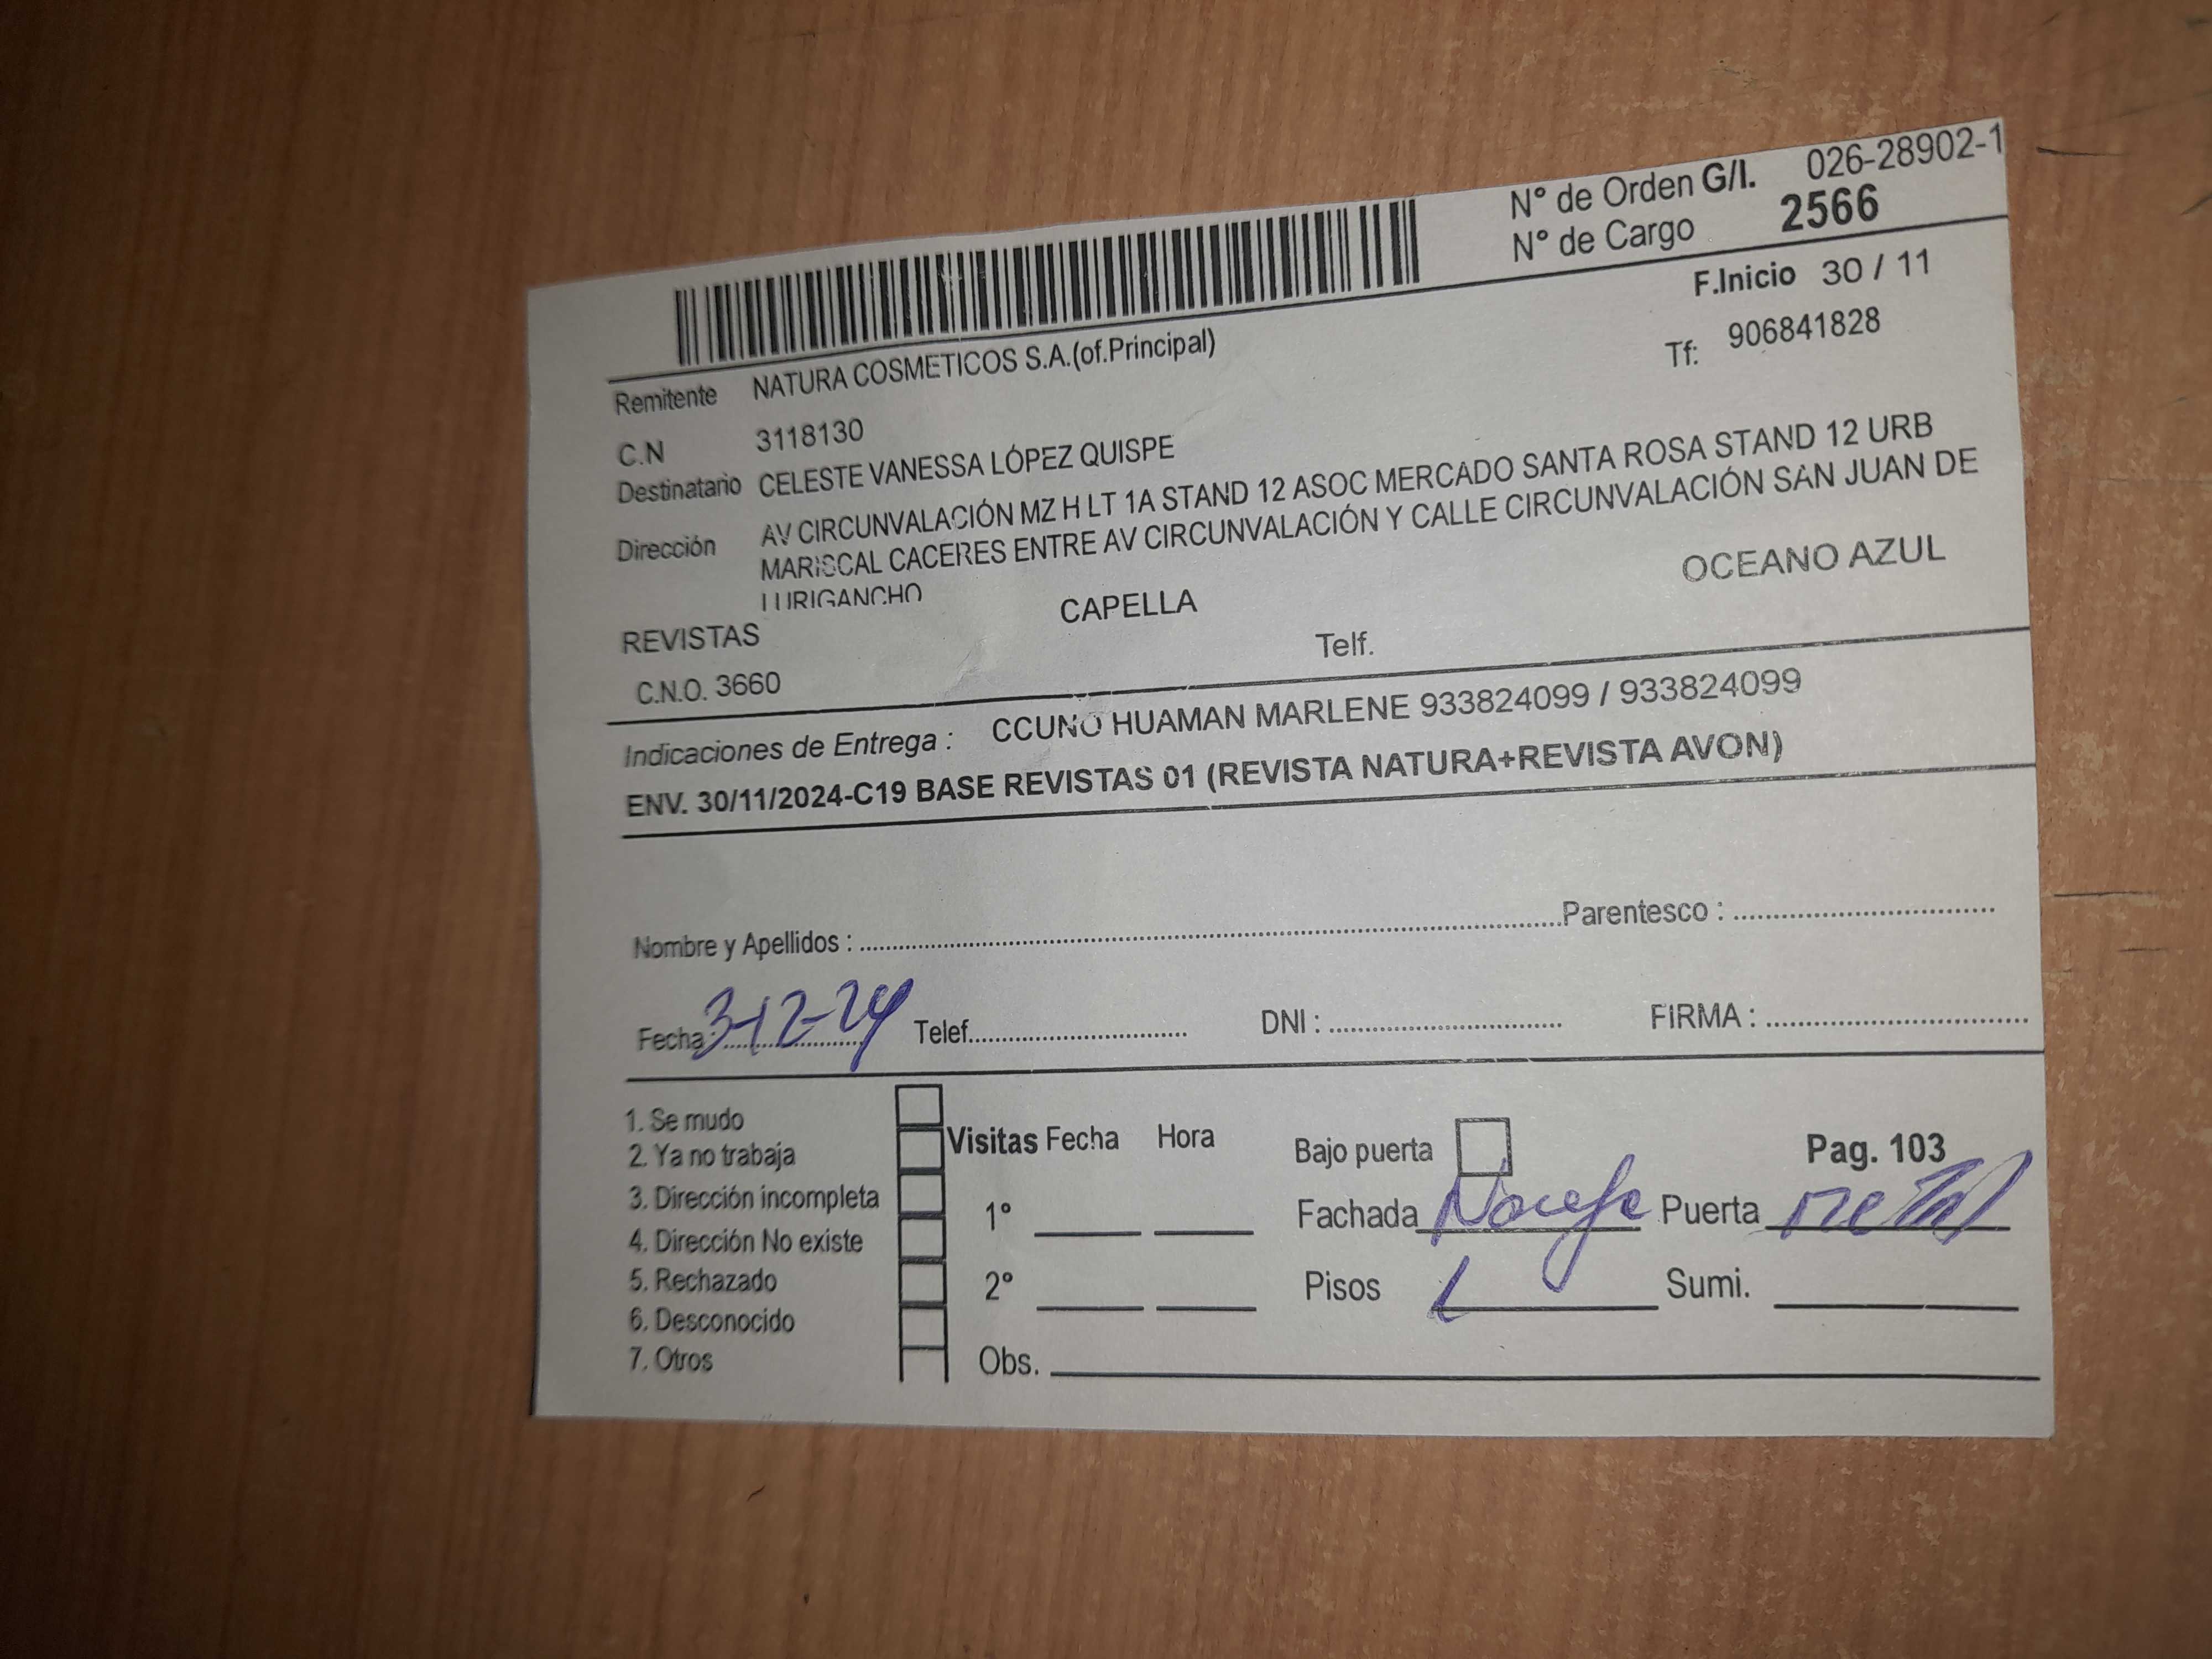 N° de Orden G/I. 026-28902-1
N° de Cargo 2566
F.Inicio 30 / 11
Remitente NATURA COSMETICOS S.A.(of.Principal)
Tf: 906841828
C.N 3118130
Destinatario CELESTE VANESSA LÓPEZ QUISPE
Dirección AV CIRCUNVALACIÓN MZ H LT 1A STAND 12 ASOC MERCADO SANTA ROSA STAND 12 URB
MARISCAL CACERES ENTRE AV CIRCUNVALACIÓN Y CALLE CIRCUNVALACIÓN SAN JUAN DE
LURIGANCHO
REVISTAS CAPELLA OCEANO AZUL
C.N.O. 3660 Telf.
Indicaciones de Entrega : CCUNO HUAMAN MARLENE 933824099 / 933824099
ENV. 30/11/2024-C19 BASE REVISTAS 01 (REVISTA NATURA+REVISTA AVON)
Nombre y Apellidos : Parentesco :
Fecha : 3-12-24 Telef. DNI : FIRMA :
1. Se mudo
2. Ya no trabaja
3. Dirección incompleta
4. Dirección No existe
5. Rechazado
6. Desconocido
7. Otros
Visitas Fecha Hora
1°
2°
Obs.
Bajo puerta Pag. 103
Fachada Puerta metal
Pisos Sumi.